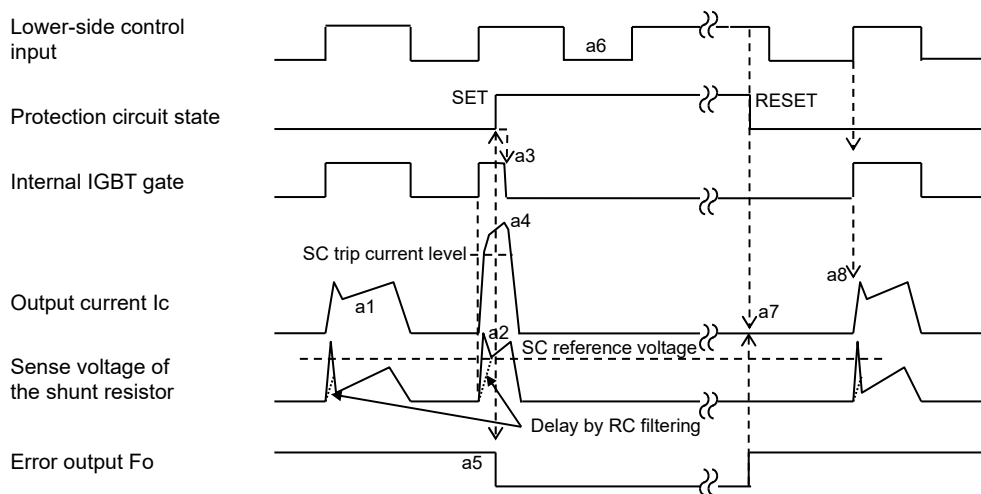 Lower-side control
input
a6
SET
RESET
Protection circuit state
a3
Internal IGBT gate
a4
SC trip current level
a8
Output current Ic
a1
a7
a2
SC reference voltage
Sense voltage of
the shunt resistor
Delay by RC filtering
a5
Error output Fo